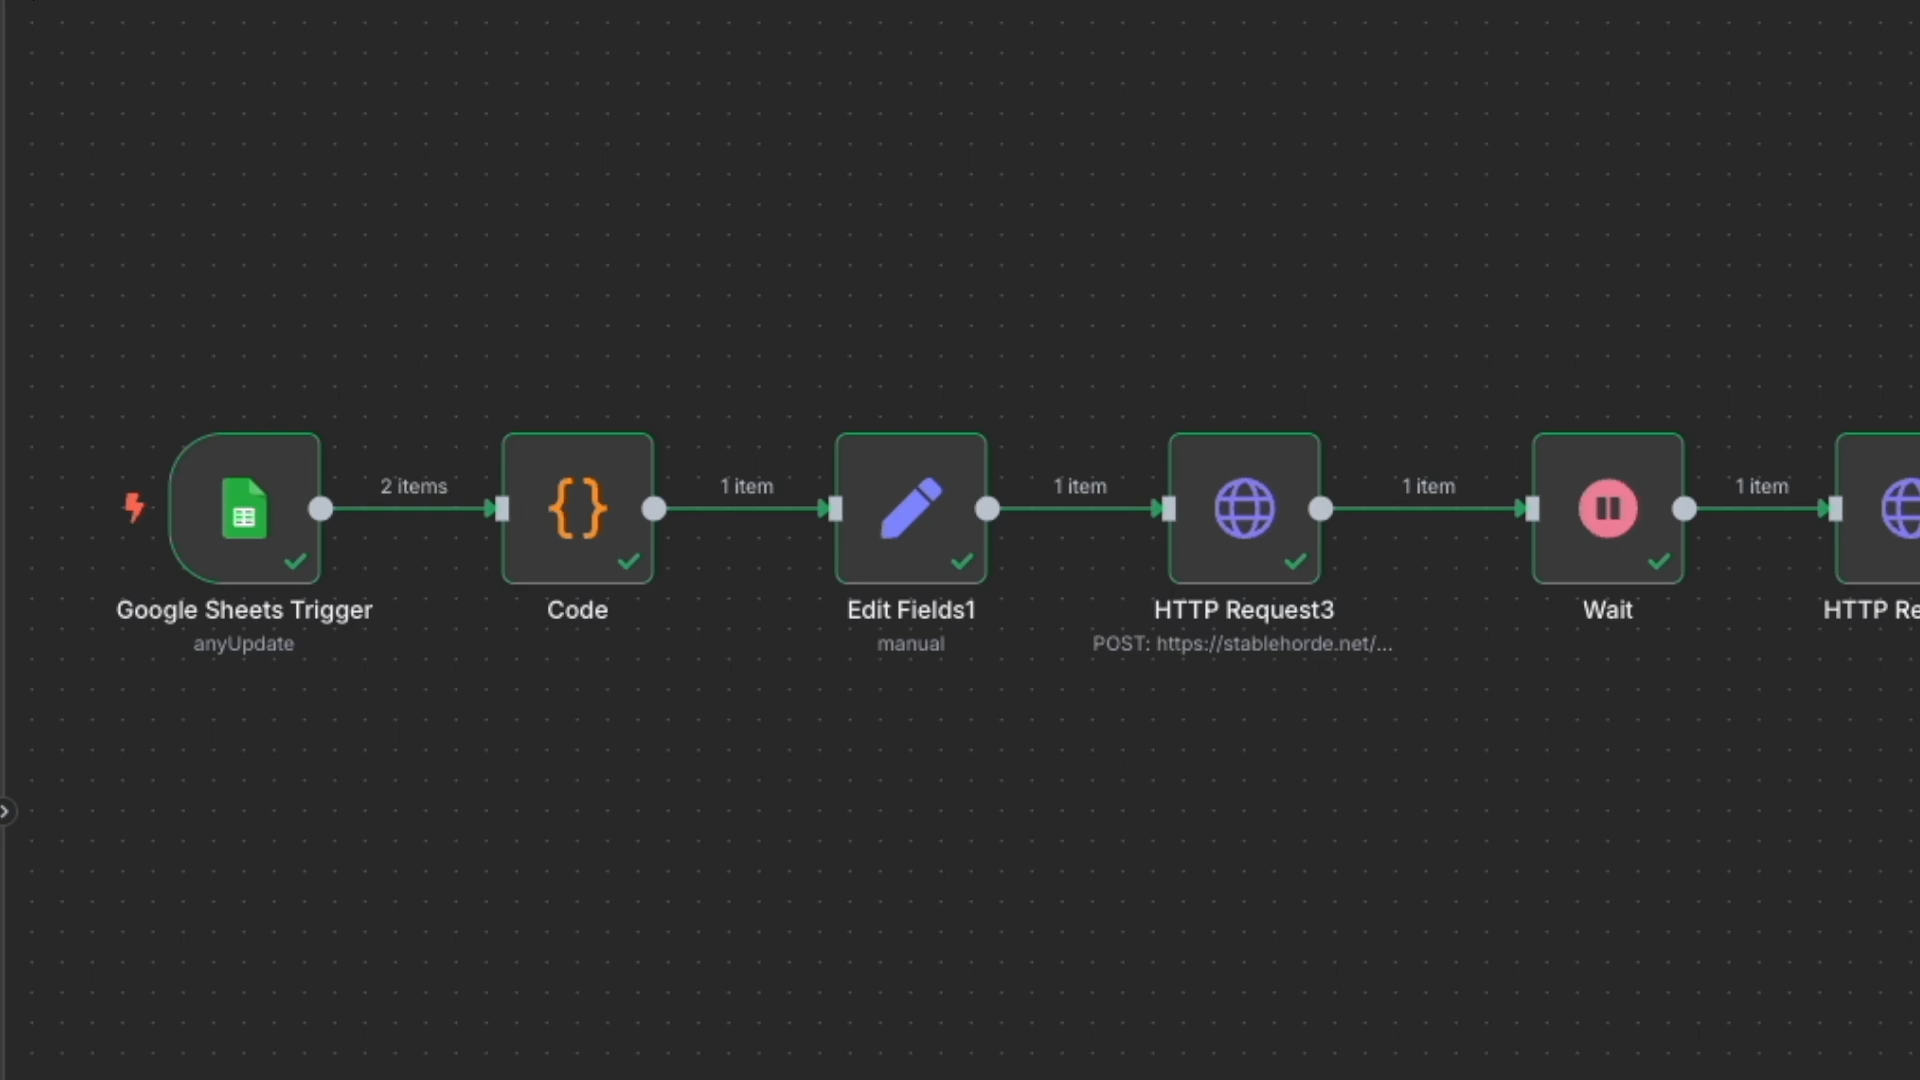 2 items
1 item
1 item
1 item
1 item
Google Sheets Trigger
anyUpdate
Code
Edit Fields1
manual
HTTP Request3
POST: https://stablehorde.net/...
Wait
HTTP Re